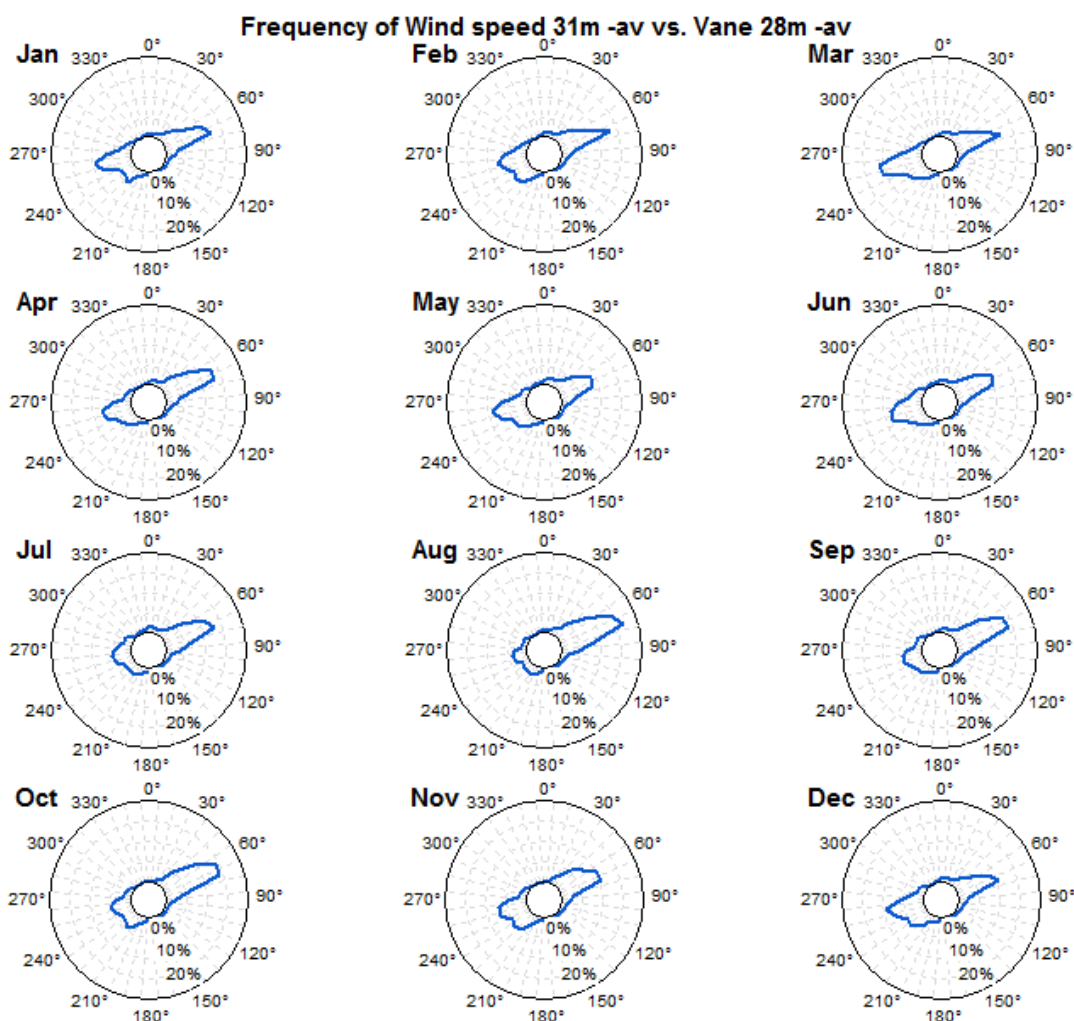 Frequency of Wind speed 31m -av vs. Vane 28m -av
Jan 330° 0° 30° Feb 330° 0° 30° Mar 330° 0° 30°
300° 60° 300° 60° 300° 60°
270° 90° 270° 90° 270° 90°
0% 0% 0%
240° 10% 120° 240° 10% 120° 240° 10% 120°
20% 20% 20%
210° 150° 210° 150° 210° 150°
180° 180° 180°
Apr 330° 0° 30° May 330° 0° 30° Jun 330° 0° 30°
300° 60° 300° 60° 300° 60°
270° 90° 270° 90° 270° 90°
0% 0% 0%
240° 10% 120° 240° 10% 120° 240° 10% 120°
20% 20% 20%
210° 150° 210° 150° 210° 150°
180° 180° 180°
Jul 330° 0° 30° Aug 330° 0° 30° Sep 330° 0° 30°
300° 60° 300° 60° 300° 60°
270° 90° 270° 90° 270° 90°
0% 0% 0%
240° 10% 120° 240° 10% 120° 240° 10% 120°
20% 20% 20%
210° 150° 210° 150° 210° 150°
180° 180° 180°
Oct 330° 0° 30° Nov 330° 0° 30° Dec 330° 0° 30°
300° 60° 300° 60° 300° 60°
270° 90° 270° 90° 270° 90°
0% 0% 0%
240° 10% 120° 240° 10% 120° 240° 10% 120°
20% 20% 20%
210° 150° 210° 150° 210° 150°
180° 180° 180°